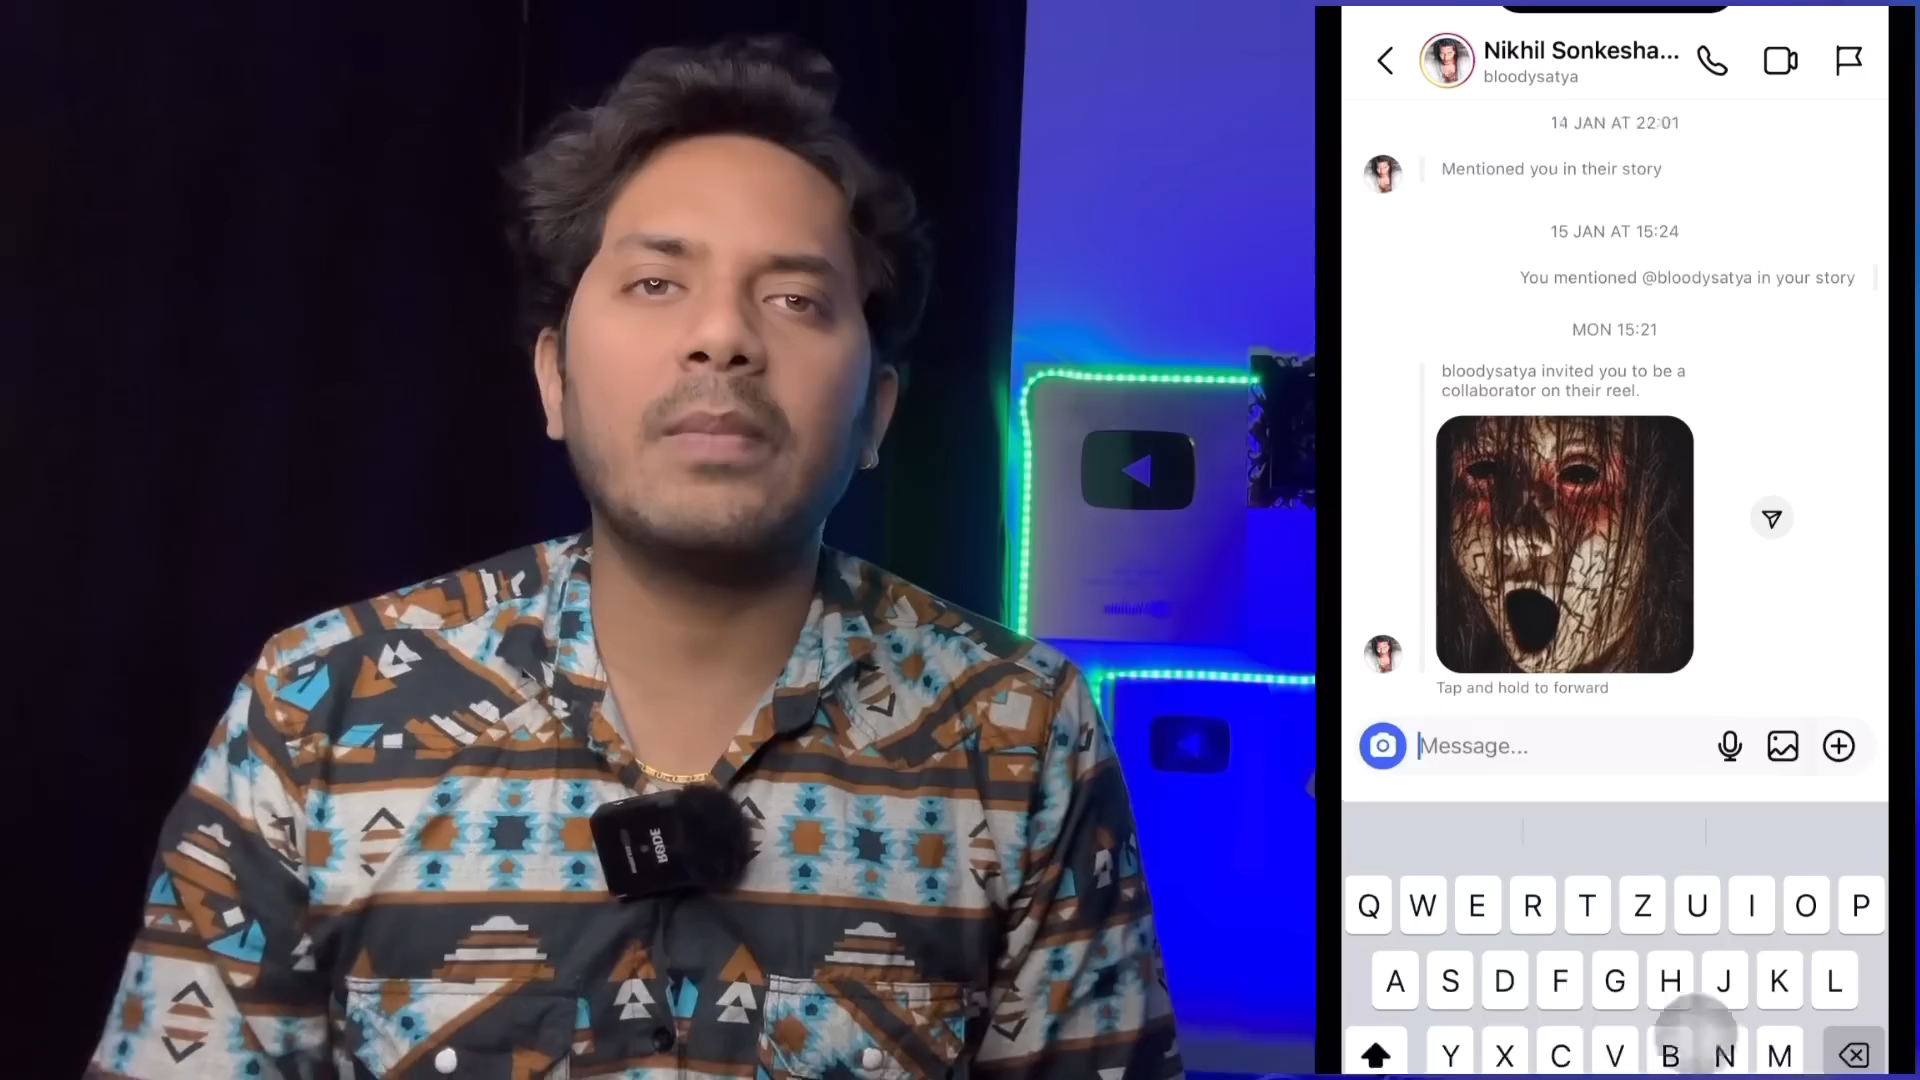 Nikhil Sonkesha...
bloodysatya
14 JAN AT 22:01
Mentioned you in their story
15 JAN AT 15:24
You mentioned @bloodysatya in your story
MON 15:21
bloodysatya invited you to be a
collaborator on their reel.
Tap and hold to forward
Message...
Q W E R T Z U I O P
A S D F G H J K L
Y X C V B N M
RODE